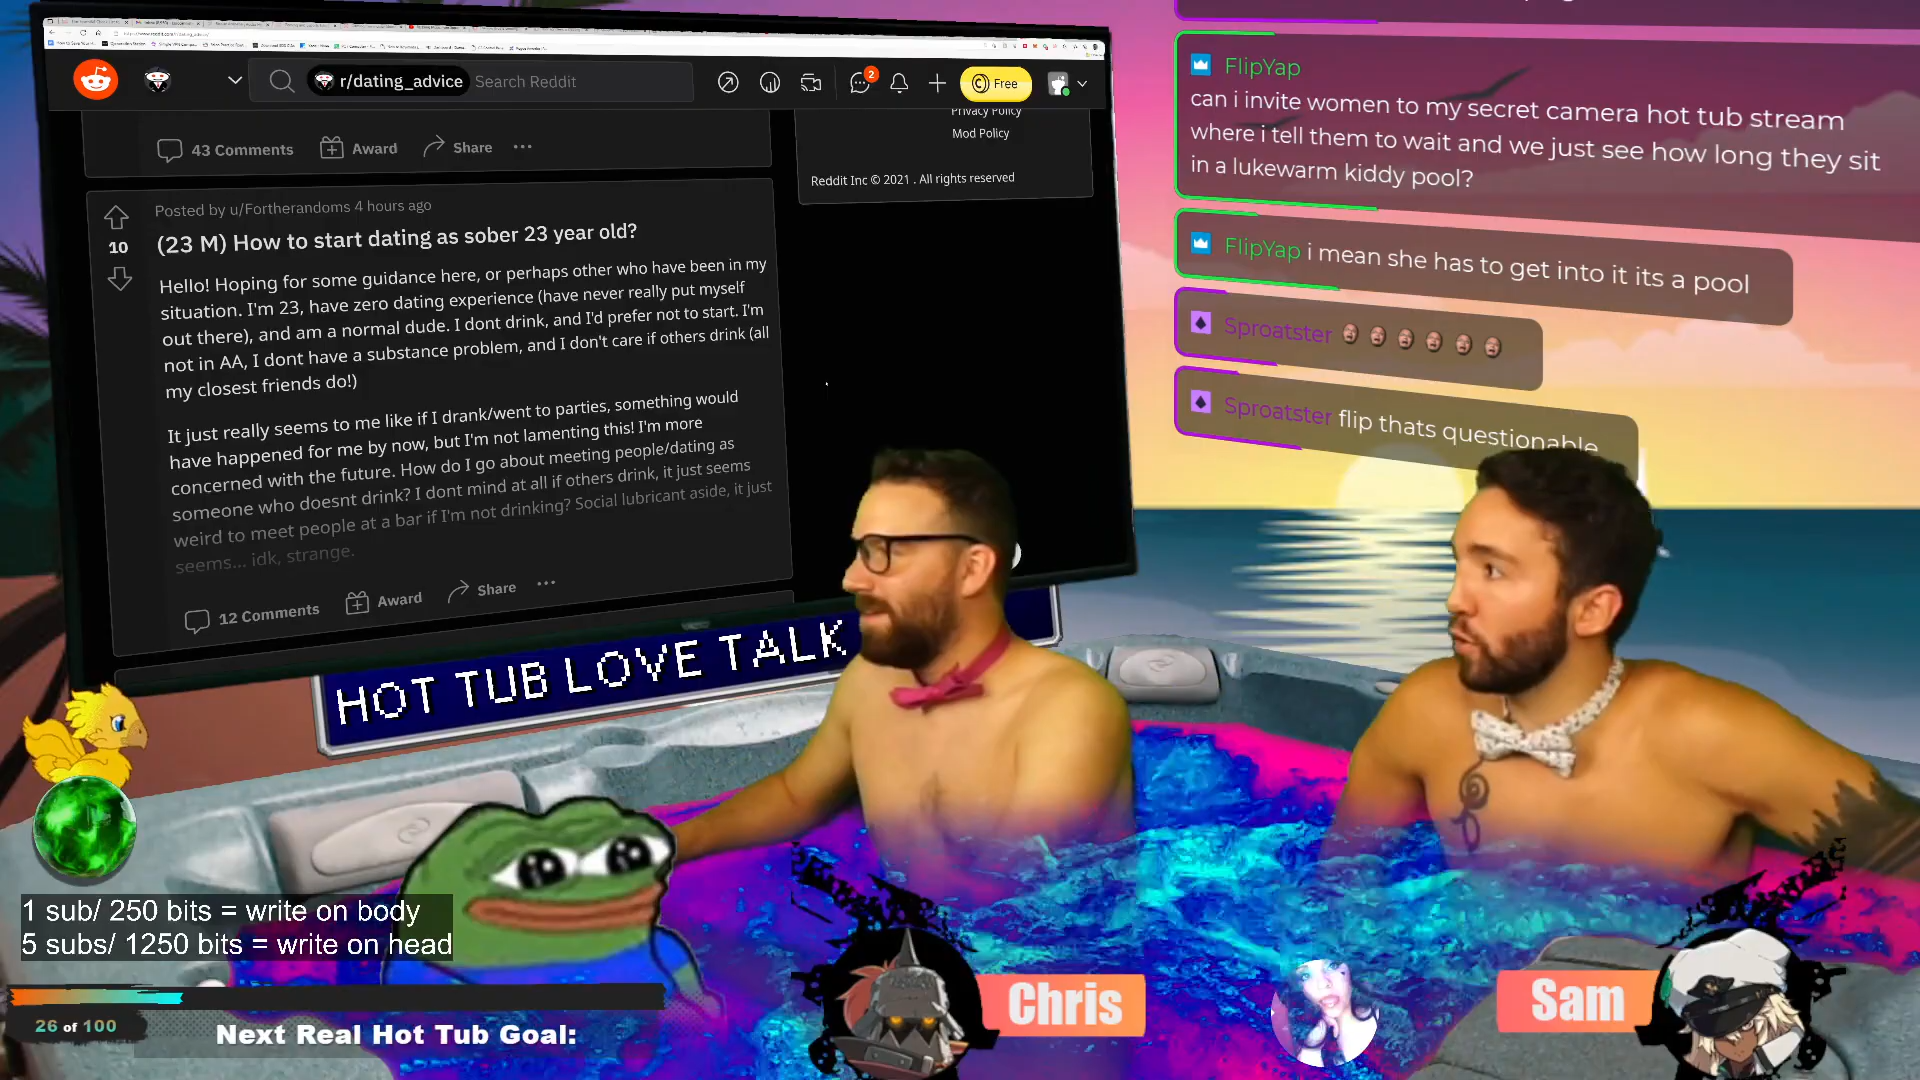 r/dating_advice Search Reddit
2
Free
Privacy Policy
Mod Policy
Reddit Inc © 2021 . All rights reserved
43 Comments Award Share
Posted by u/Fortherandoms 4 hours ago
10
(23 M) How to start dating as sober 23 year old?
Hello! Hoping for some guidance here, or perhaps other who have been in my
situation. I'm 23, have zero dating experience (have never really put myself
out there), and am a normal dude. I dont drink, and I'd prefer not to start. I'm
not in AA, I dont have a substance problem, and I don't care if others drink (all
my closest friends do!)
It just really seems to me like if I drank/went to parties, something would
have happened for me by now, but I'm not lamenting this! I'm more
concerned with the future. How do I go about meeting people/dating as
someone who doesnt drink? I dont mind at all if others drink, it just seems
weird to meet people at a bar if I'm not drinking? Social lubricant aside, it just
seems... idk, strange.
12 Comments Award Share
FlipYap
can i invite women to my secret camera hot tub stream
where i tell them to wait and we just see how long they sit
in a lukewarm kiddy pool?
FlipYap i mean she has to get into it its a pool
Sproatster
Sproatster flip thats questionable
HOT TUB LOVE TALK
1 sub/ 250 bits = write on body
5 subs/ 1250 bits = write on head
26 of 100
Next Real Hot Tub Goal:
Chris
Sam